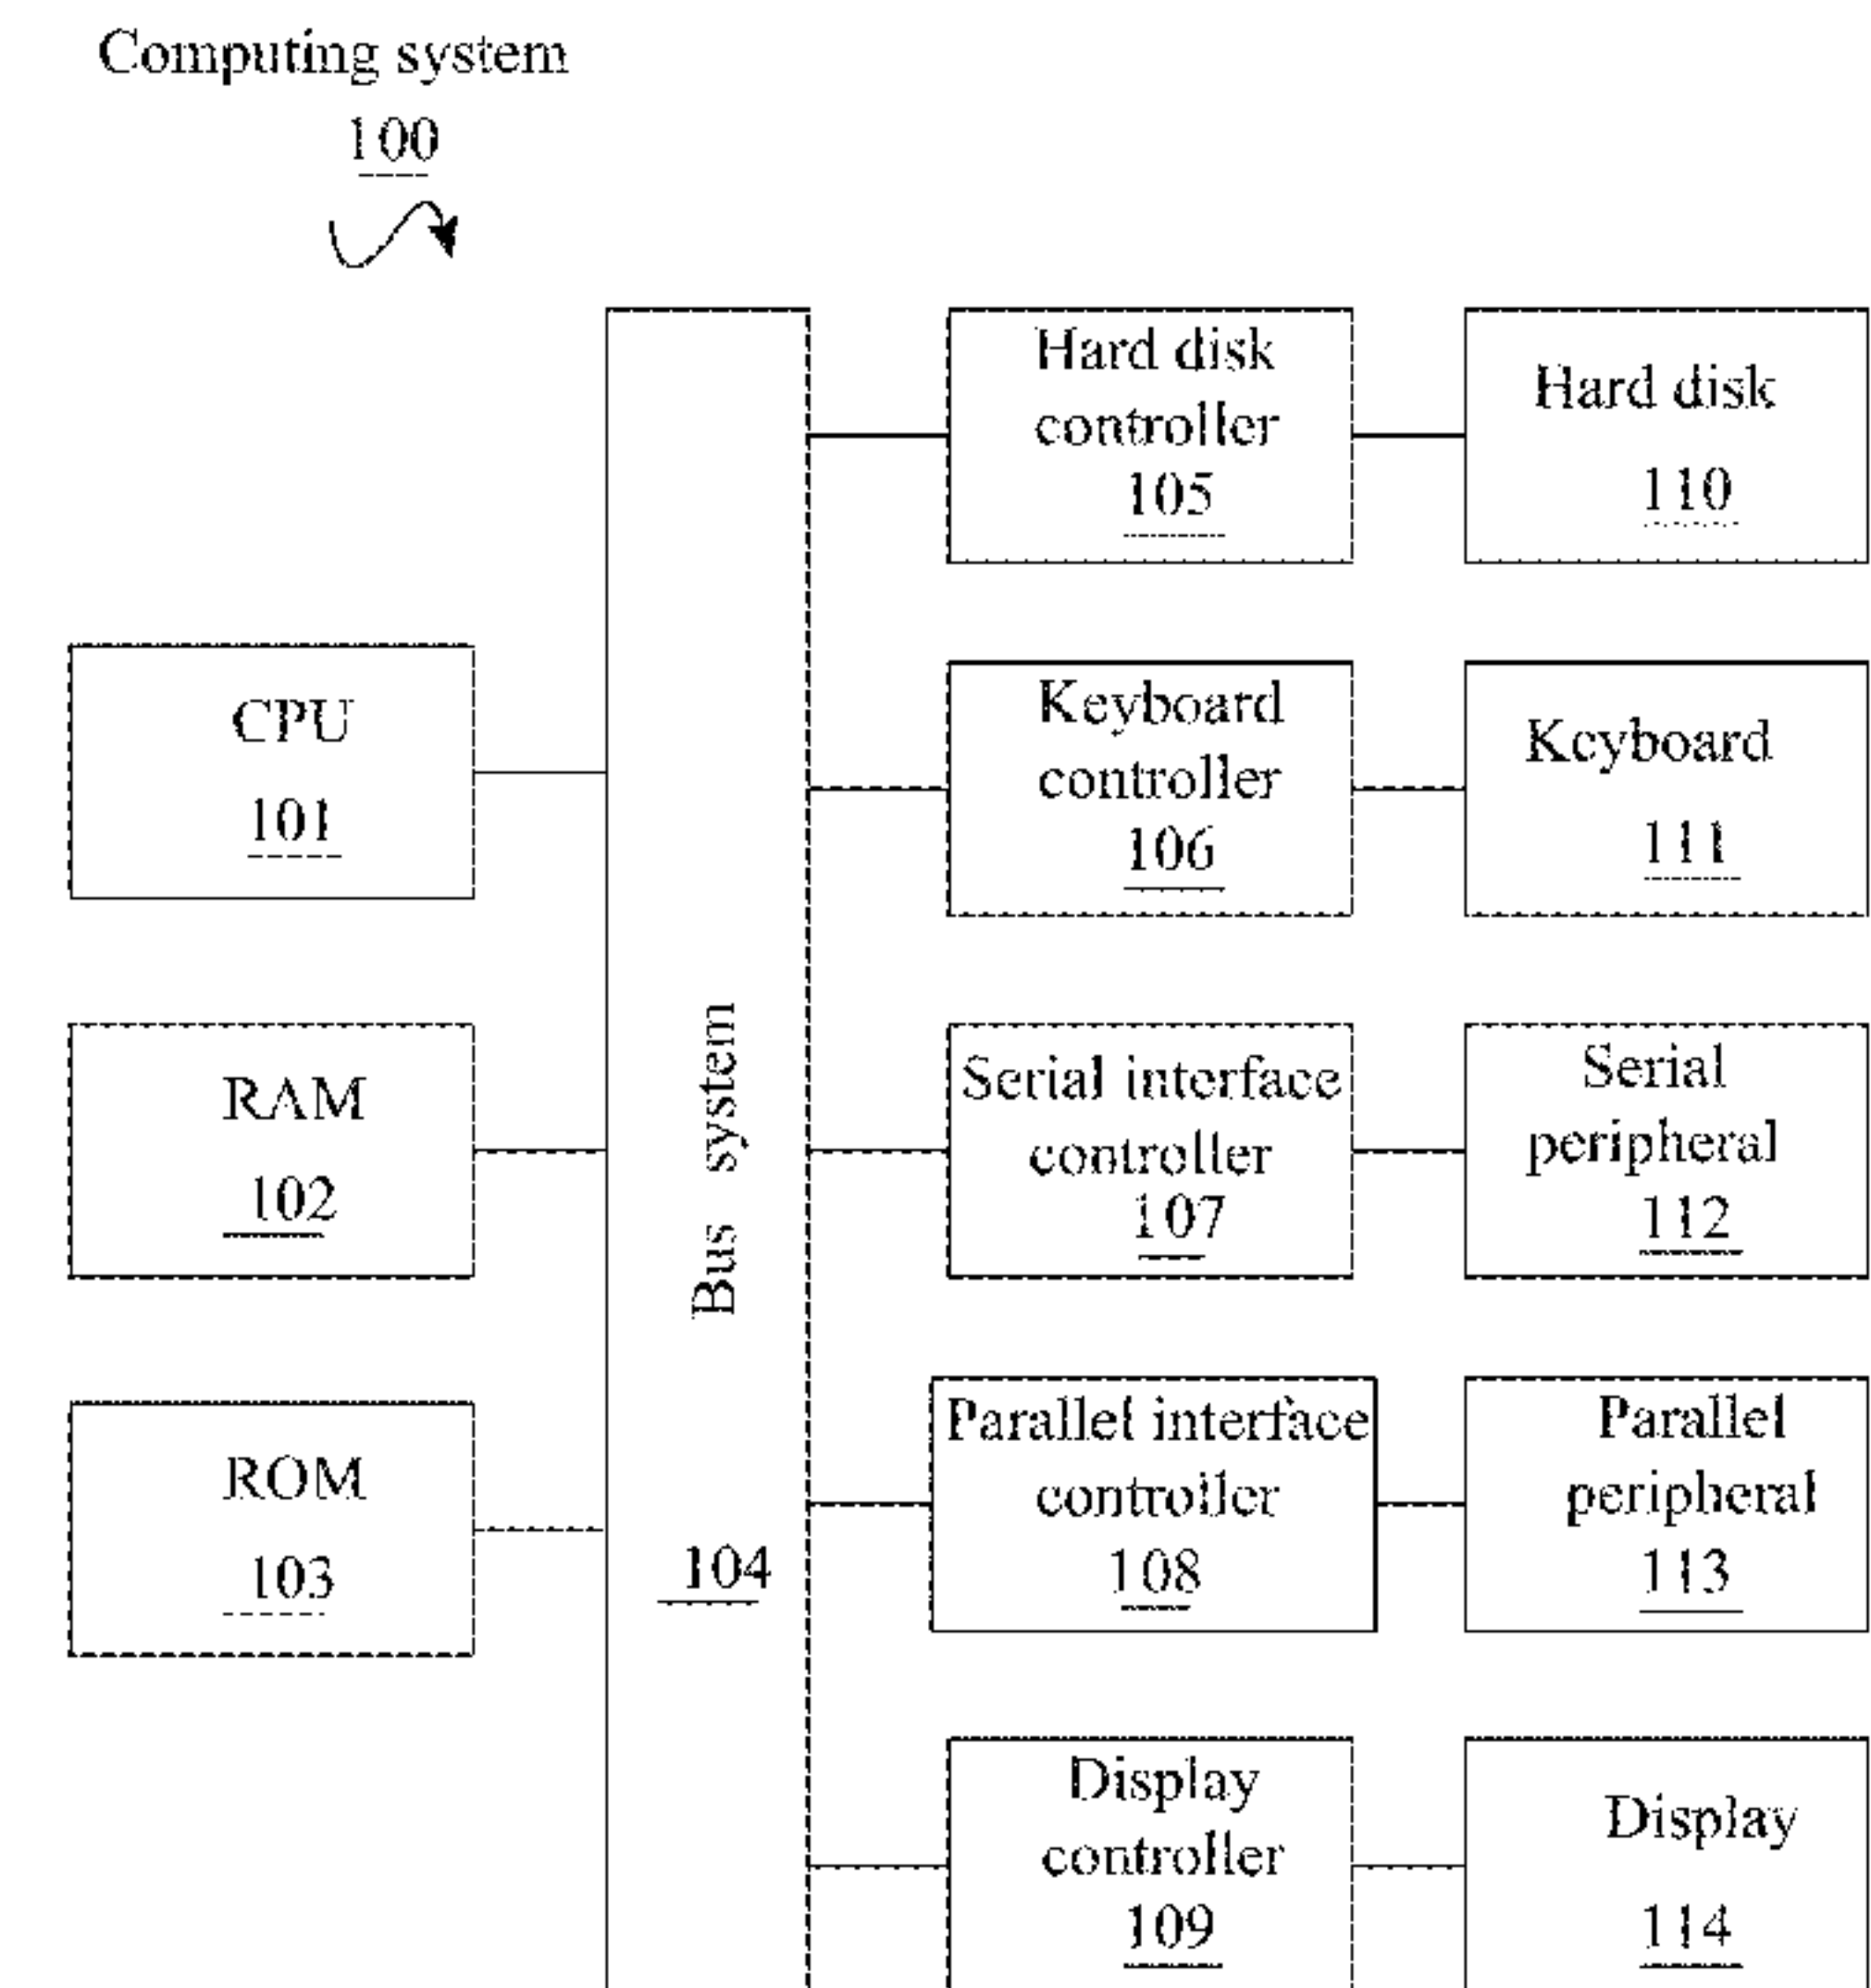 Computing system
100
CPU
101
RAM
102
ROM
103
Bus system
104
Hard disk
controller
105
Hard disk
110
Keyboard
controller
106
Keyboard
111
Serial interface
controller
107
Serial
peripheral
112
Parallel interface
controller
108
Parallel
peripheral
113
Display
controller
109
Display
114